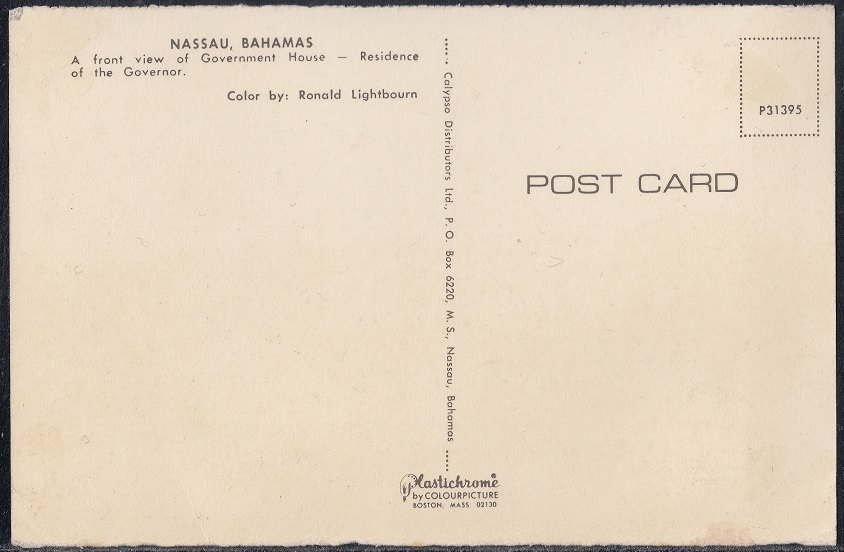 NASSAU, BAHAMAS
A front view of Government House — Residence
of the Governor.
Color by: Ronald Lightbourn
Calypso Distributors Ltd., P. O. Box 6220, M. S., Nassau, Bahamas
P31395
POST CARD
Plastichrome®
by COLOURPICTURE
BOSTON, MASS 02130